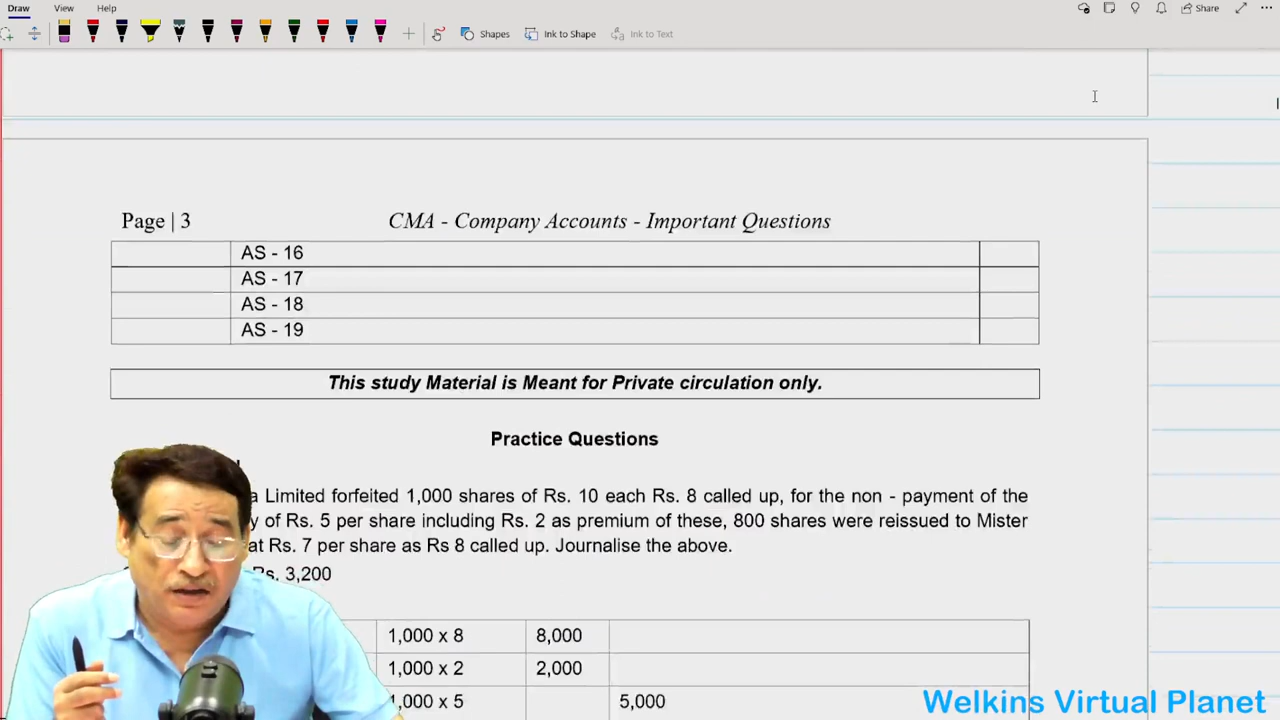 Draw View Help Share
Shapes Ink to Shape Ink to Text
Page | 3 CMA - Company Accounts - Important Questions
AS - 16
AS - 17
AS - 18
AS - 19
This study Material is Meant for Private circulation only.
Practice Questions
a Limited forfeited 1,000 shares of Rs. 10 each Rs. 8 called up, for the non - payment of the
y of Rs. 5 per share including Rs. 2 as premium of these, 800 shares were reissued to Mister
at Rs. 7 per share as Rs 8 called up. Journalise the above.
Rs. 3,200
1,000 x 8 8,000
1,000 x 2 2,000
1,000 x 5 5,000
Welkins Virtual Planet